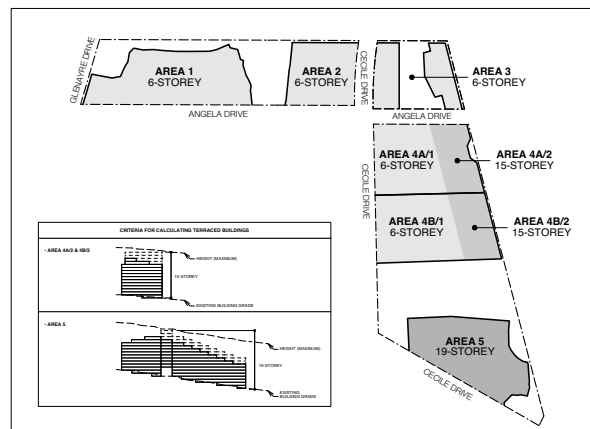 GLENAYRE DRIVE
AREA 1
6-STOREY
AREA 2
6-STOREY
CECILE DRIVE
AREA 3
6-STOREY
ANGELA DRIVE
ANGELA DRIVE
CECILE DRIVE
AREA 4A/1
6-STOREY
AREA 4A/2
15-STOREY
AREA 4B/1
6-STOREY
AREA 4B/2
15-STOREY
CRITERIA FOR CALCULATING TERRACED BUILDINGS
- AREA 4A/2 & 4B/2
HEIGHT (MAXIMUM)
15-STOREY
EXISTING BUILDING GRADE
- AREA 5
HEIGHT (MAXIMUM)
19-STOREY
EXISTING
BUILDING GRADE
AREA 5
19-STOREY
CECILE DRIVE